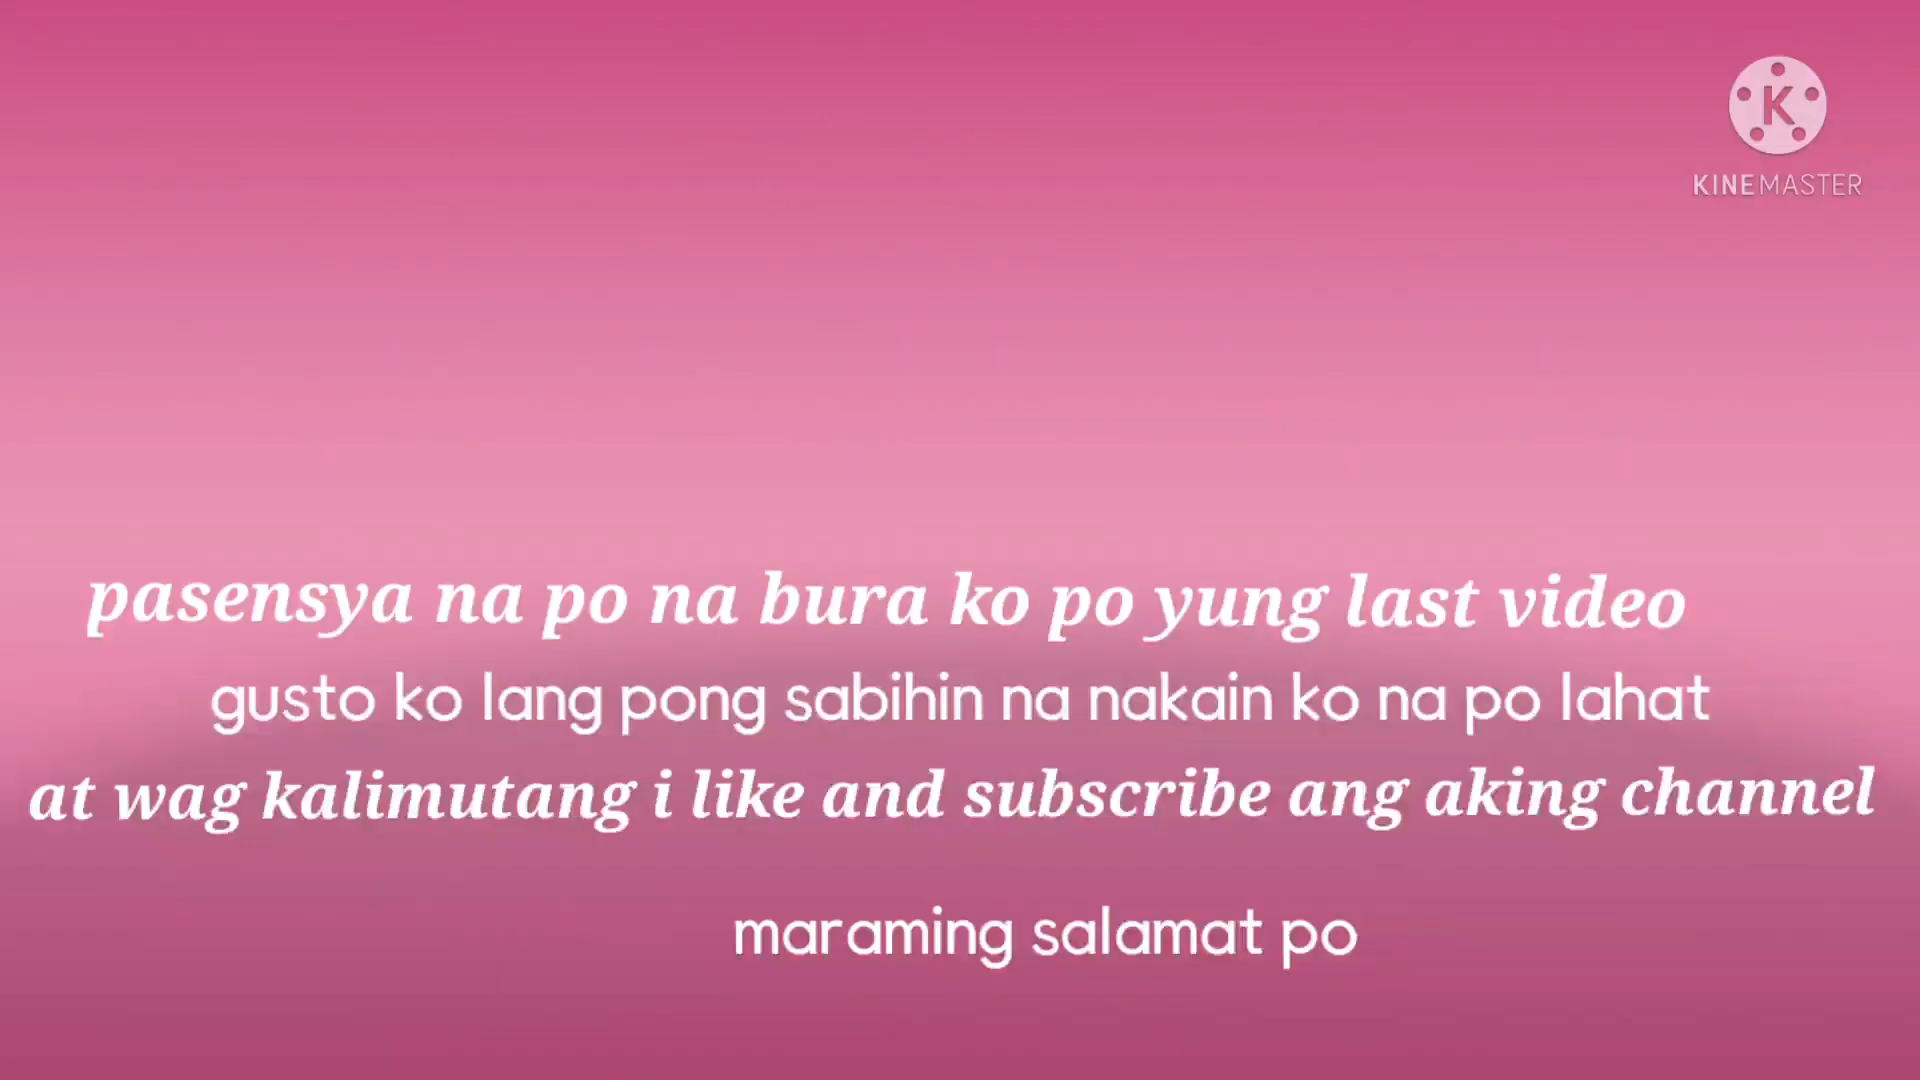 K
KINEMASTER
pasensya na po na bura ko po yung last video
gusto ko lang pong sabihin na nakain ko na po lahat
at wag kalimutang i like and subscribe ang aking channel
maraming salamat po